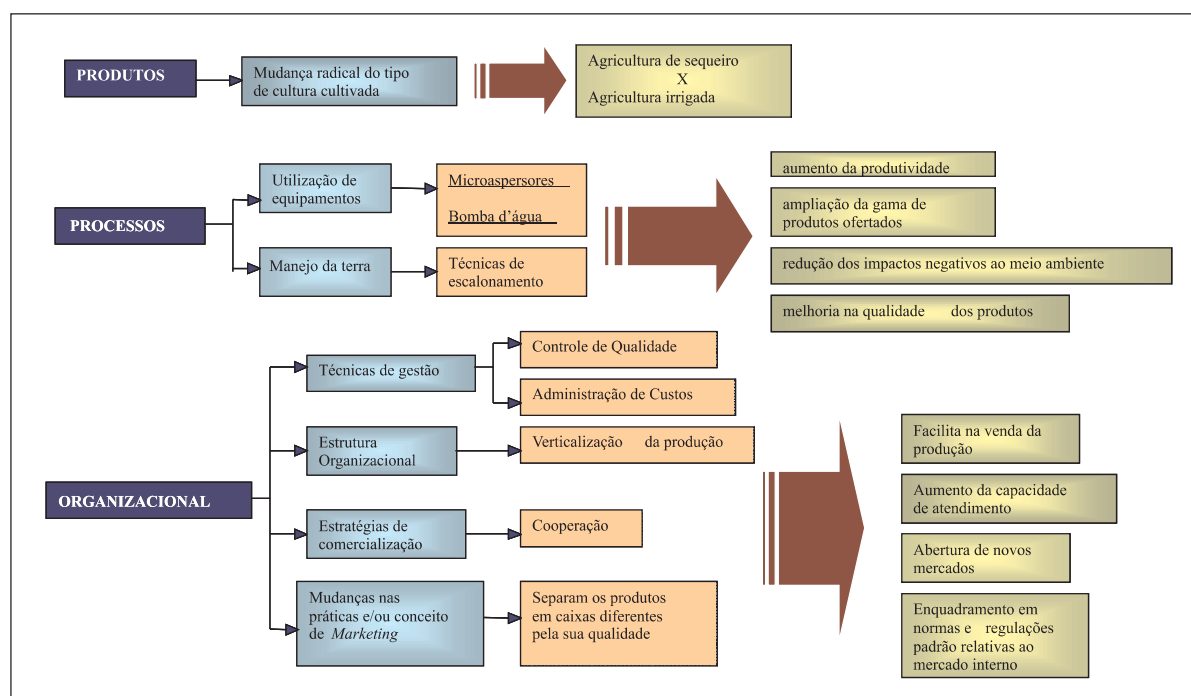 PRODUTOS
Mudança radical do tipo
de cultura cultivada
Agricultura de sequeiro
X
Agricultura irrigada
PROCESSOS
Utilização de
equipamentos
Microaspersores
Bomba d’água
Manejo da terra
Técnicas de
escalonamento
aumento da produtividade
ampliação da gama de
produtos ofertados
redução dos impactos negativos ao meio ambiente
melhoria na qualidade dos produtos
ORGANIZACIONAL
Técnicas de gestão
Controle de Qualidade
Administração de Custos
Estrutura
Organizacional
Verticalização da produção
Estratégias de
comercialização
Cooperação
Mudanças nas
práticas e/ou conceito
de Marketing
Separam os produtos
em caixas diferentes
pela sua qualidade
Facilita na venda da
produção
Aumento da capacidade
de atendimento
Abertura de novos
mercados
Enquadramento em
normas e regulações
padrão relativas ao
mercado interno